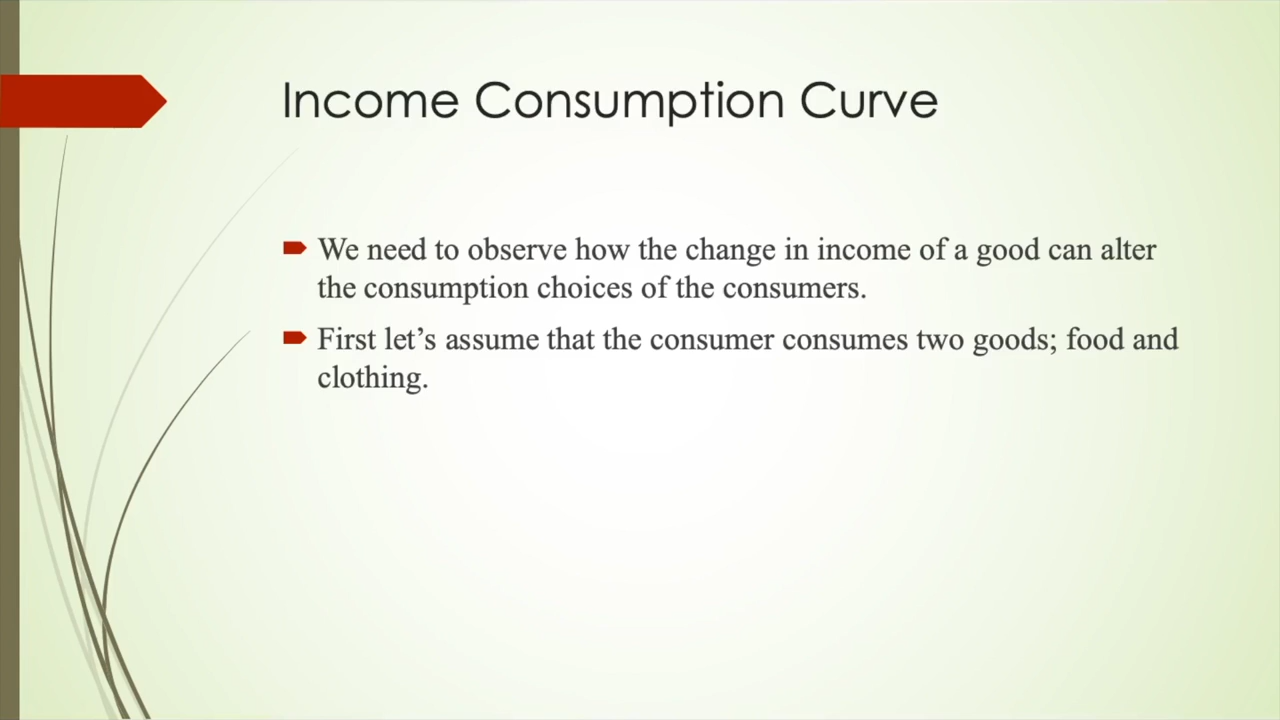 Income Consumption Curve
We need to observe how the change in income of a good can alter
the consumption choices of the consumers.
First let’s assume that the consumer consumes two goods; food and
clothing.